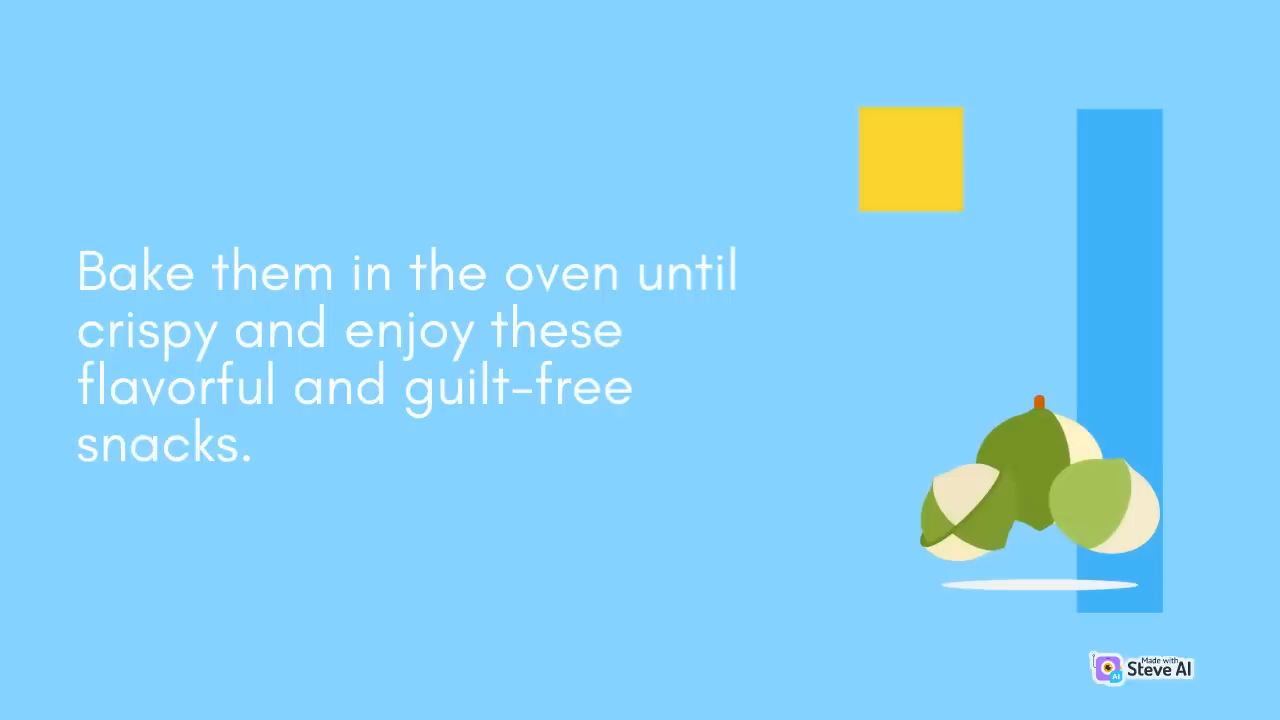 Bake them in the oven until
crispy and enjoy these
flavorful and guilt-free
snacks.
Made with
Steve AI
AI